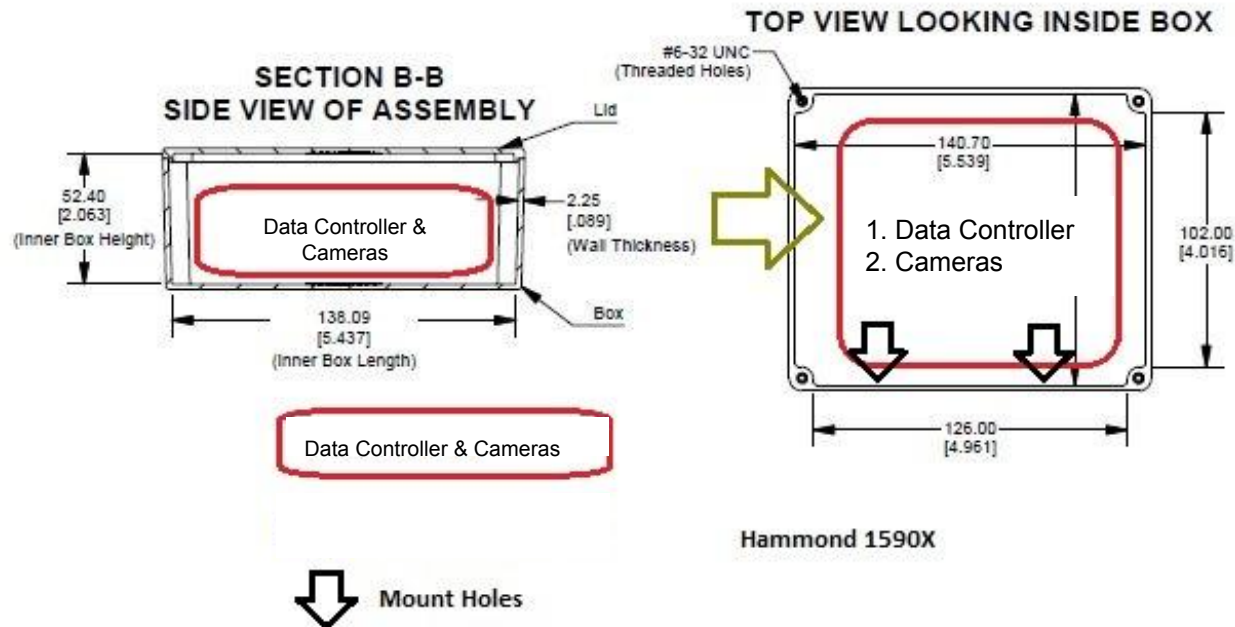 TOP VIEW LOOKING INSIDE BOX
#6-32 UNC
(Threaded Holes)
SECTION B-B
SIDE VIEW OF ASSEMBLY
Lid
52.40
[2.063]
(Inner Box Height)
Data Controller &
Cameras
2.25
[.089]
(Wall Thickness)
138.09
[5.437]
(Inner Box Length)
Box
140.70
[5.539]
1. Data Controller
2. Cameras
102.00
[4.016]
126.00
[4.961]
Data Controller & Cameras
Hammond 1590X
Mount Holes